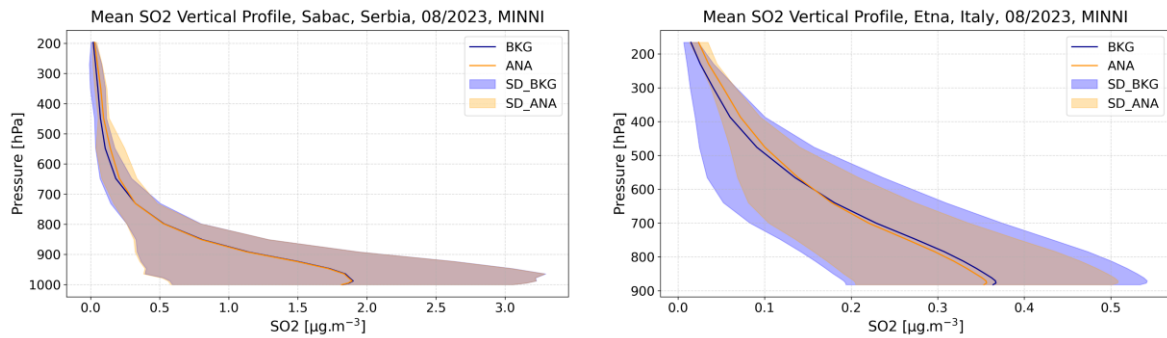 Mean SO2 Vertical Profile, Sabac, Serbia, 08/2023, MINNI
200
300
400
500
600
700
800
900
1000
Pressure [hPa]
0.0 0.5 1.0 1.5 2.0 2.5 3.0
SO2 [µg.m⁻³]
BKG
ANA
SD_BKG
SD_ANA
Mean SO2 Vertical Profile, Etna, Italy, 08/2023, MINNI
200
300
400
500
600
700
800
900
Pressure [hPa]
0.0 0.1 0.2 0.3 0.4 0.5
SO2 [µg.m⁻³]
BKG
ANA
SD_BKG
SD_ANA